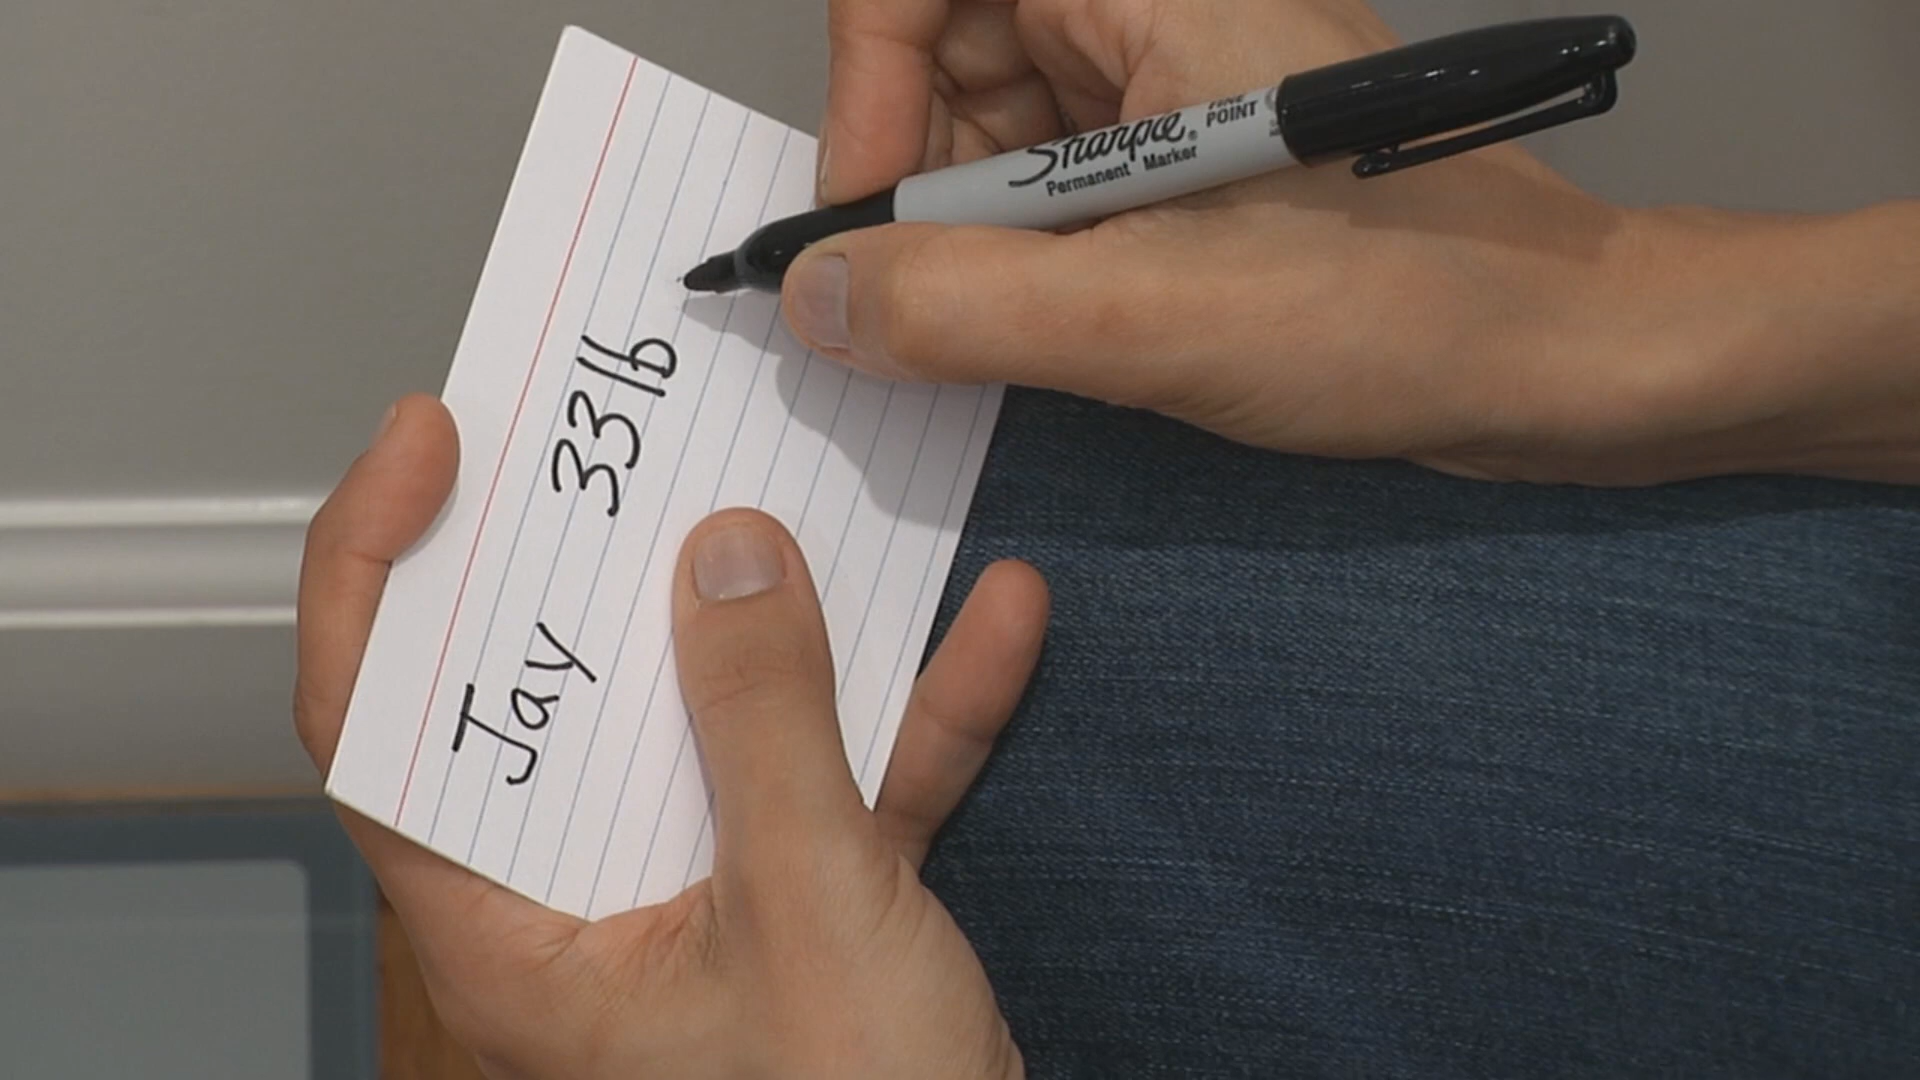 Jay 33lb
Sharpie®
Permanent Marker
FINE
POINT